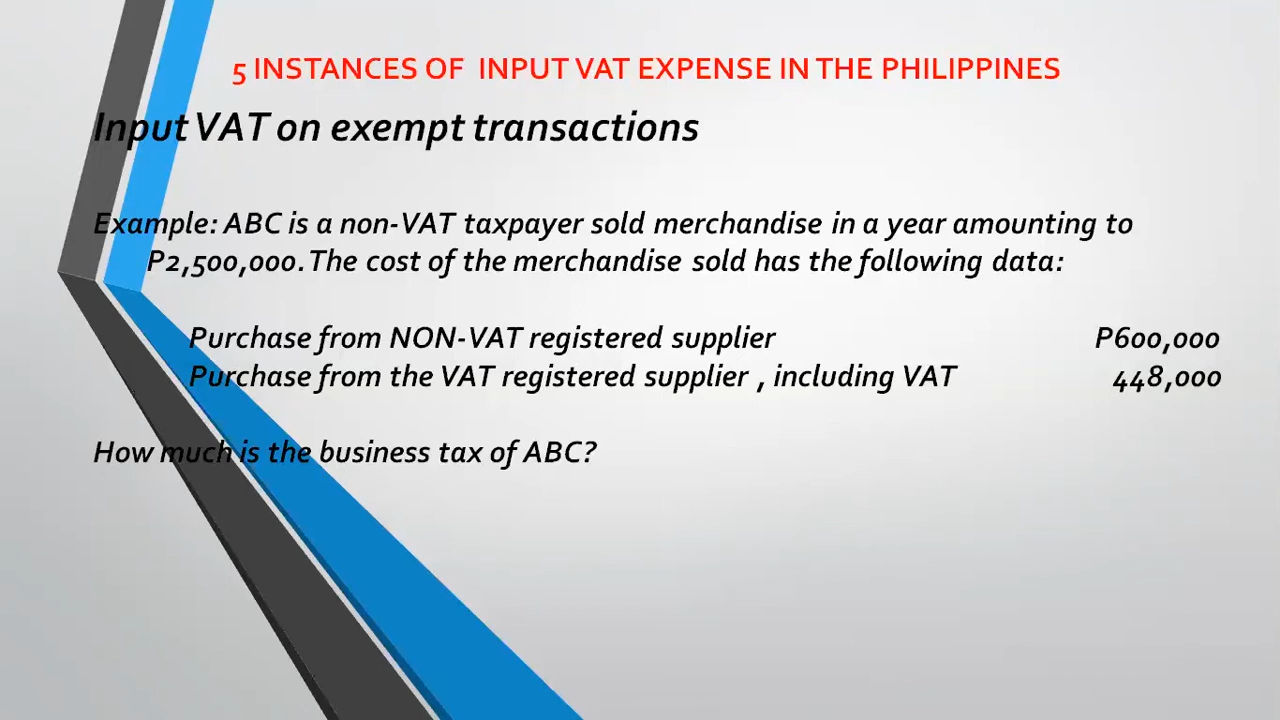 5 INSTANCES OF INPUT VAT EXPENSE IN THE PHILIPPINES
Input VAT on exempt transactions
Example: ABC is a non-VAT taxpayer sold merchandise in a year amounting to
P2,500,000. The cost of the merchandise sold has the following data:
Purchase from NON-VAT registered supplier P600,000
Purchase from the VAT registered supplier , including VAT 448,000
How much is the business tax of ABC?